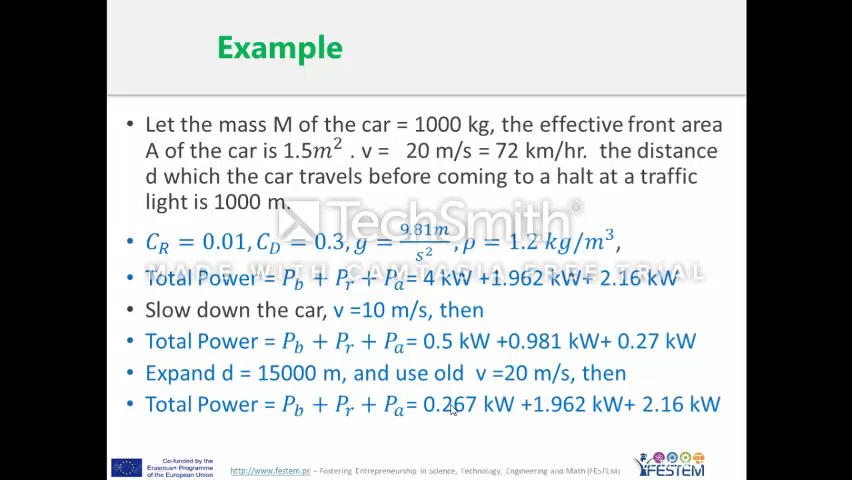 Example
• Let the mass M of the car = 1000 kg, the effective front area
A of the car is 1.5m² . v = 20 m/s = 72 km/hr. the distance
d which the car travels before coming to a halt at a traffic
light is 1000 m.
TechSmith®
• C_R = 0.01, C_D = 0.3, g = 9.81m/s², ρ = 1.2 kg/m³,
MADE WITH CAMTASIA FREE TRIAL
• Total Power = P_b + P_r + P_a= 4 kW +1.962 kW+ 2.16 kW
• Slow down the car, v =10 m/s, then
• Total Power = P_b + P_r + P_a= 0.5 kW +0.981 kW+ 0.27 kW
• Expand d = 15000 m, and use old v =20 m/s, then
• Total Power = P_b + P_r + P_a= 0.267 kW +1.962 kW+ 2.16 kW
Co-funded by the
Erasmus+ Programme
of the European Union
http://www.festem.ps – Fostering Entrepreneurship in Science, Technology, Engineering and Math (FESTEM)
FESTEM